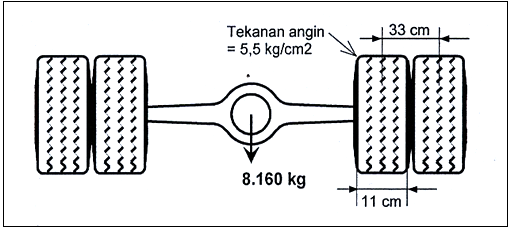 Tekanan angin
= 5,5 kg/cm2
33 cm
8.160 kg
11 cm